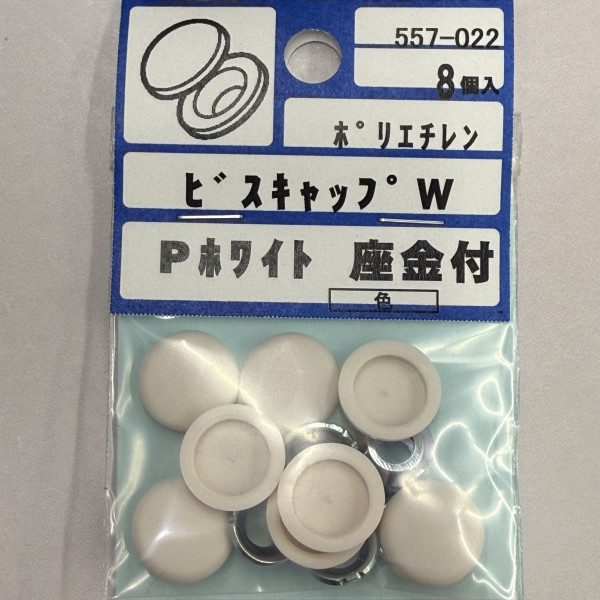 557-022
8個入
ポリエチレン
ビスキャップW
Pホワイト 座金付
色